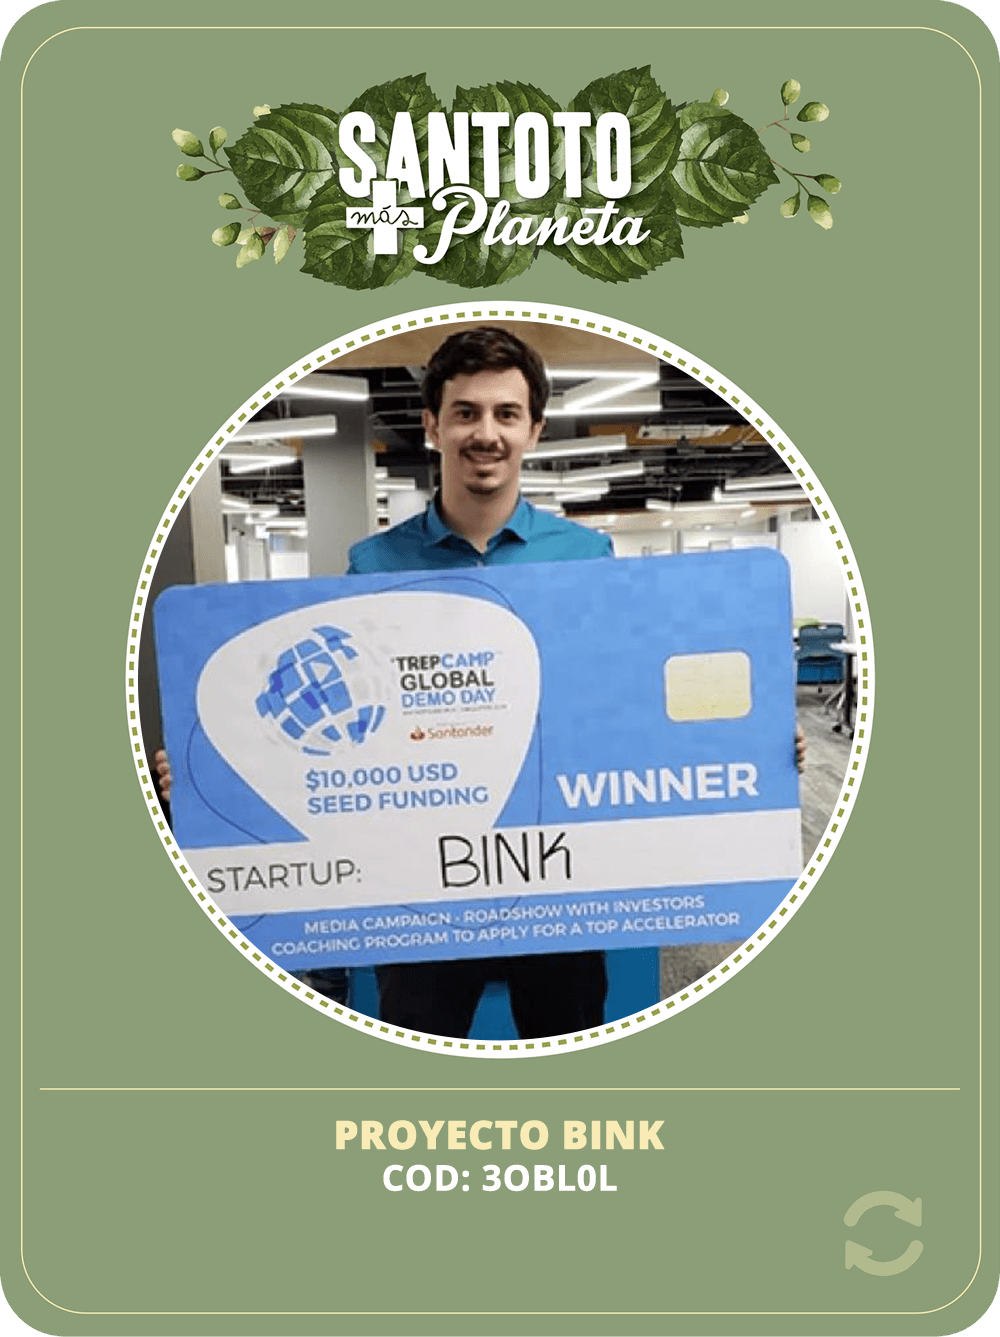 SANTOTO
más Planeta
TREPCAMP
GLOBAL
DEMO DAY
Santander
$10,000 USD
SEED FUNDING
WINNER
STARTUP: BINK
MEDIA CAMPAIGN - ROADSHOW WITH INVESTORS
COACHING PROGRAM TO APPLY FOR A TOP ACCELERATOR
PROYECTO BINK
COD: 3OBL0L